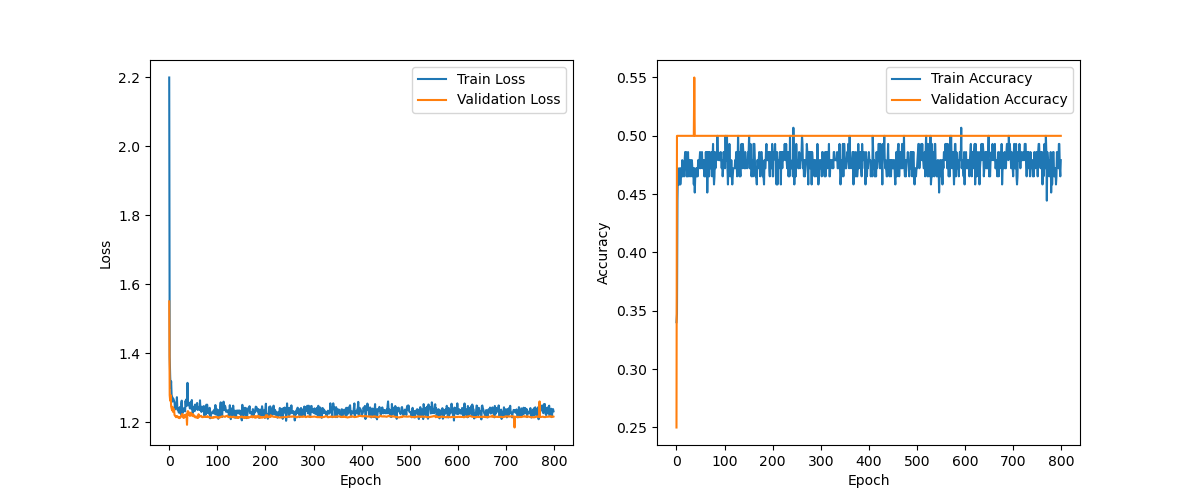 Train Loss
Validation Loss
2.2
2.0
1.8
1.6
1.4
1.2
Loss
0 100 200 300 400 500 600 700 800
Epoch
Train Accuracy
Validation Accuracy
0.55
0.50
0.45
0.40
0.35
0.30
0.25
Accuracy
0 100 200 300 400 500 600 700 800
Epoch